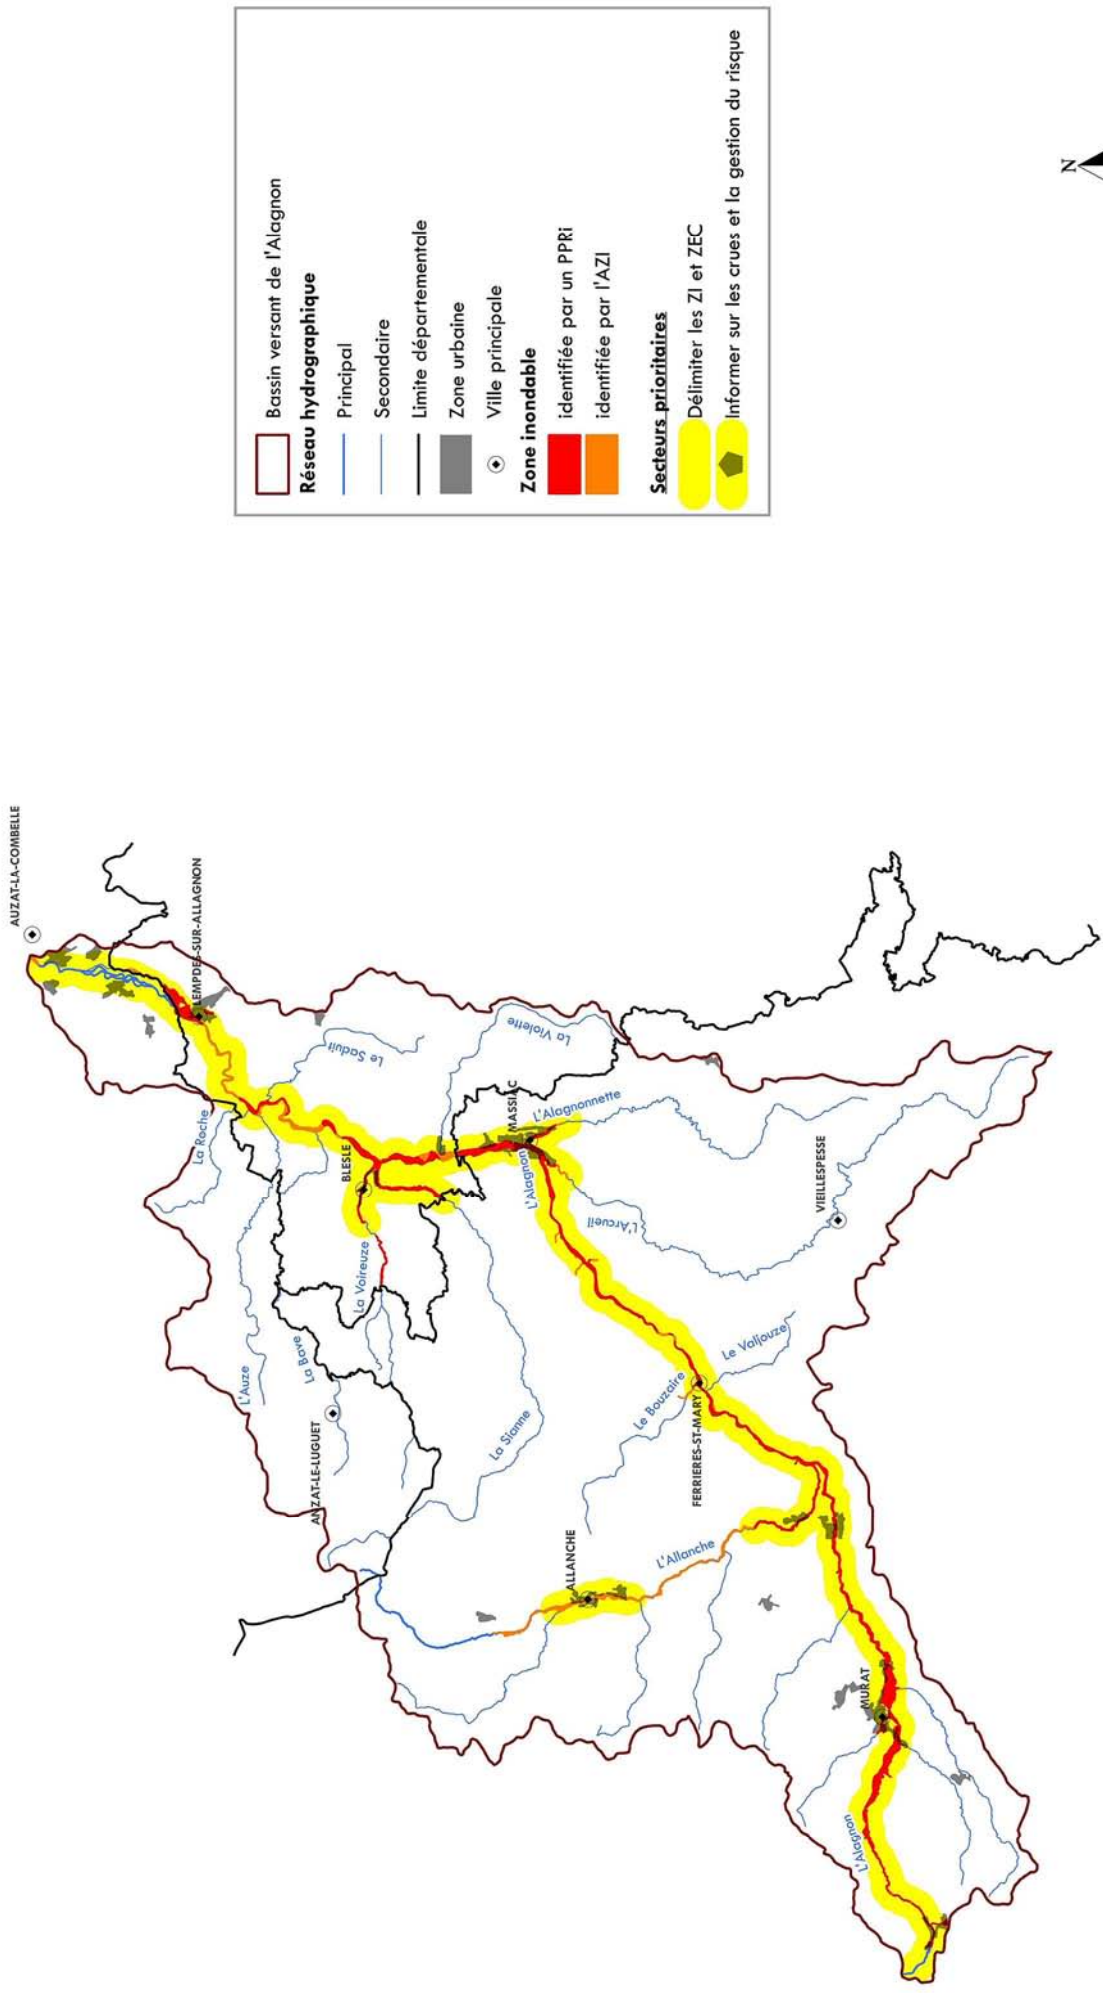 Bassin versant de l'Alagnon
Réseau hydrographique
Principal
Secondaire
Limite départementale
Zone urbaine
Ville principale
Zone inondable
identifiée par un PPRi
identifiée par l'AZI
Secteurs prioritaires
Délimiter les ZI et ZEC
Informer sur les crues et la gestion du risque
N
AUZAT-LA-COMBELLE
LEMPDES-SUR-ALLAGNON
La Roche
Le Saduit
La Violette
L'Auze
La Bave
BLESLE
La Voireuze
MASSIAC
L'Alagnonnette
L'Alagnon
ANZAT-LE-LUGUET
La Sianne
L'Arcueil
VIEILLESPESSE
Le Bouzaire
Le Valjouze
FERRIERES-ST-MARY
ALLANCHE
L'Allanche
MURAT
L'Alagnon